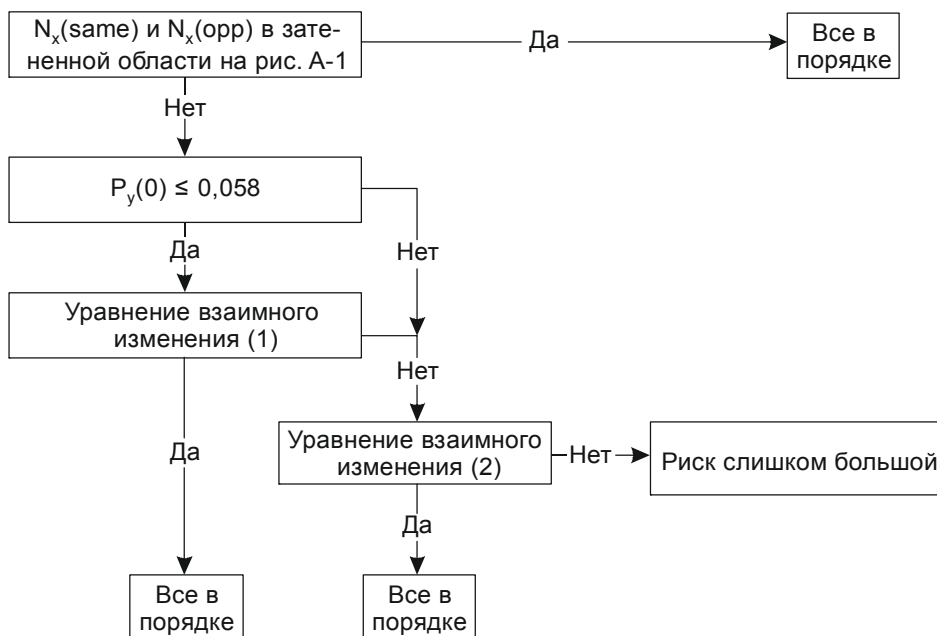 Nₓ(same) и Nₓ(opp) в зате-
ненной области на рис. А-1
Да
Все в
порядке
Нет
Pᵧ(0) ≤ 0,058
Да
Нет
Уравнение взаимного
изменения (1)
Нет
Да
Уравнение взаимного
изменения (2)
Нет
Риск слишком большой
Да
Все в
порядке
Все в
порядке